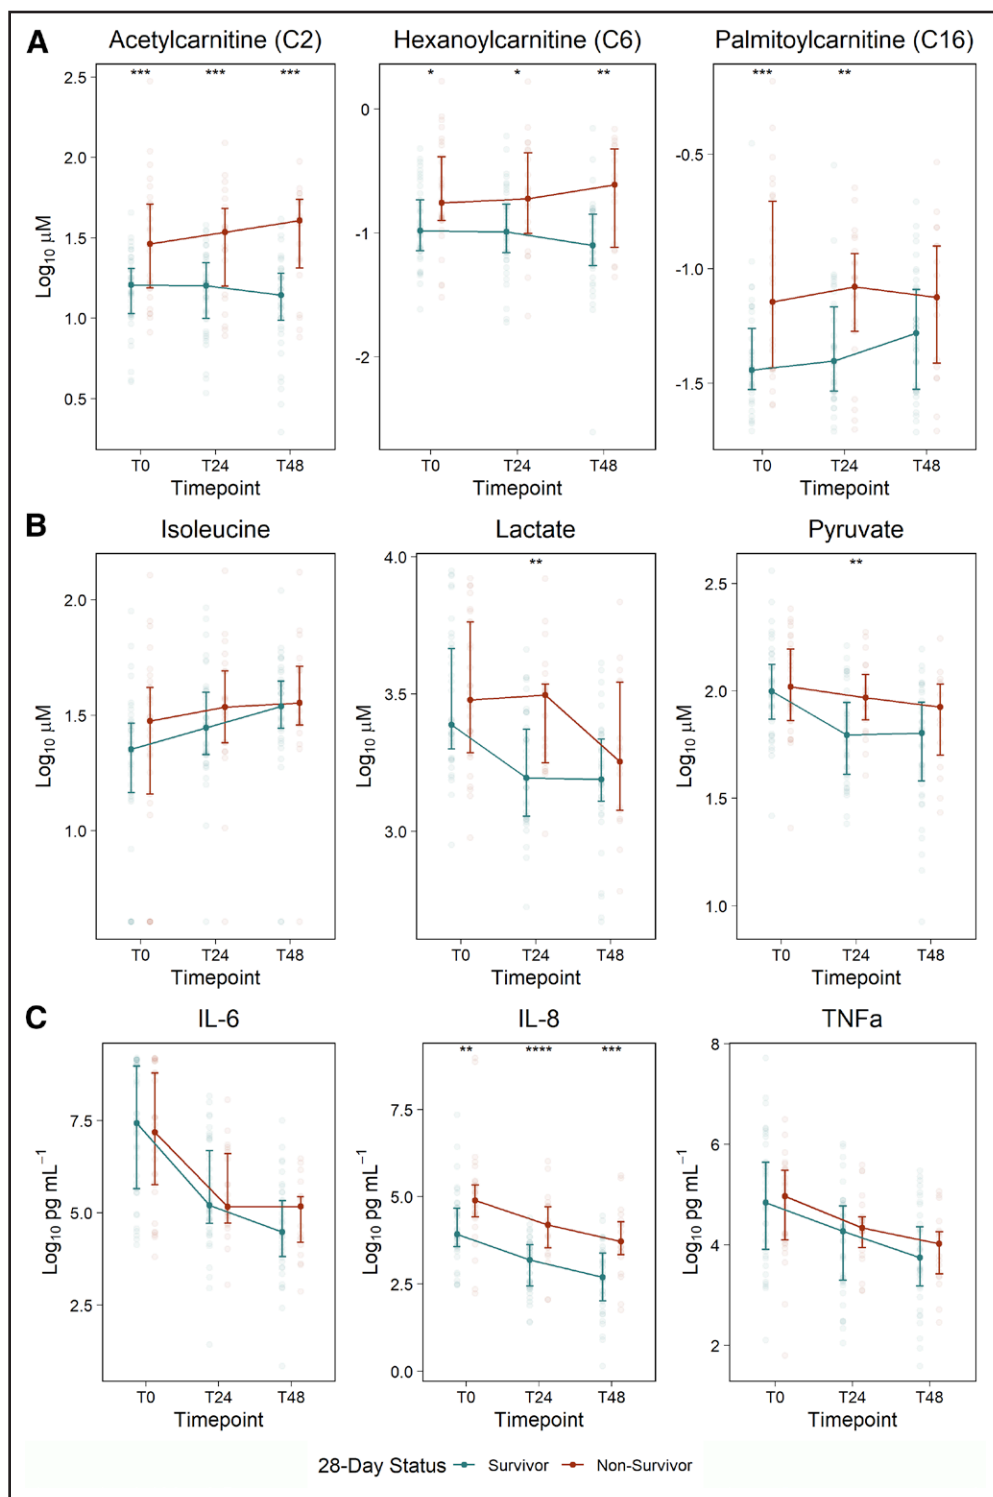 A
Acetylcarnitine (C2) Hexanoylcarnitine (C6) Palmitoylcarnitine (C16)
*** *** *** * * ** *** **
Log10 μM
2.5
2.0
1.5
1.0
0.5
0
-1
-2
-0.5
-1.0
-1.5
T0 T24 T48 T0 T24 T48 T0 T24 T48
Timepoint Timepoint Timepoint
B
Isoleucine Lactate Pyruvate
** **
Log10 μM Log10 μM
2.0
1.5
1.0
4.0
3.5
3.0
2.5
2.0
1.5
1.0
T0 T24 T48 T0 T24 T48 T0 T24 T48
Timepoint Timepoint Timepoint
C
IL-6 IL-8 TNFa
** **** ***
Log10 pg mL−1 Log10 pg mL−1 Log10 pg mL−1
7.5
5.0
2.5
7.5
5.0
2.5
0.0
8
6
4
2
T0 T24 T48 T0 T24 T48 T0 T24 T48
Timepoint Timepoint Timepoint
28-Day Status Survivor Non-Survivor